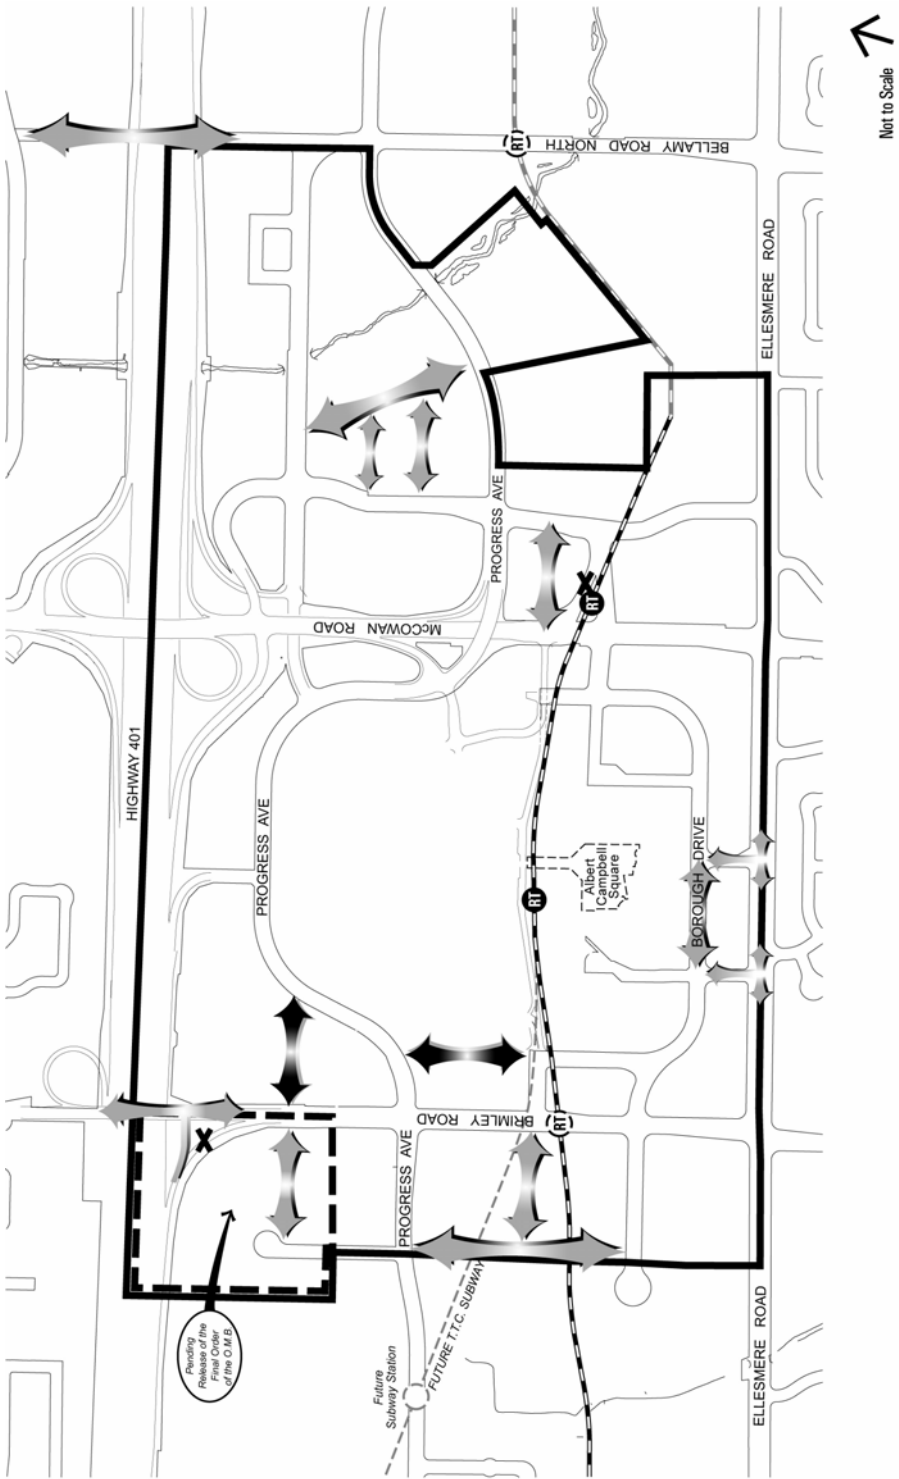 Not to Scale
RT
BELLAMY ROAD NORTH
ELLESMERE ROAD
PROGRESS AVE
X
RT
McCOWAN ROAD
HIGHWAY 401
PROGRESS AVE
BOROUGH DRIVE
Albert
Campbell
Square
RT
BRIMLEY ROAD
RT
X
PROGRESS AVE
FUTURE T.T.C. SUBWAY
ELLESMERE ROAD
Pending
Release of the
Final Order
of the O.M.B.
Future
Subway Station